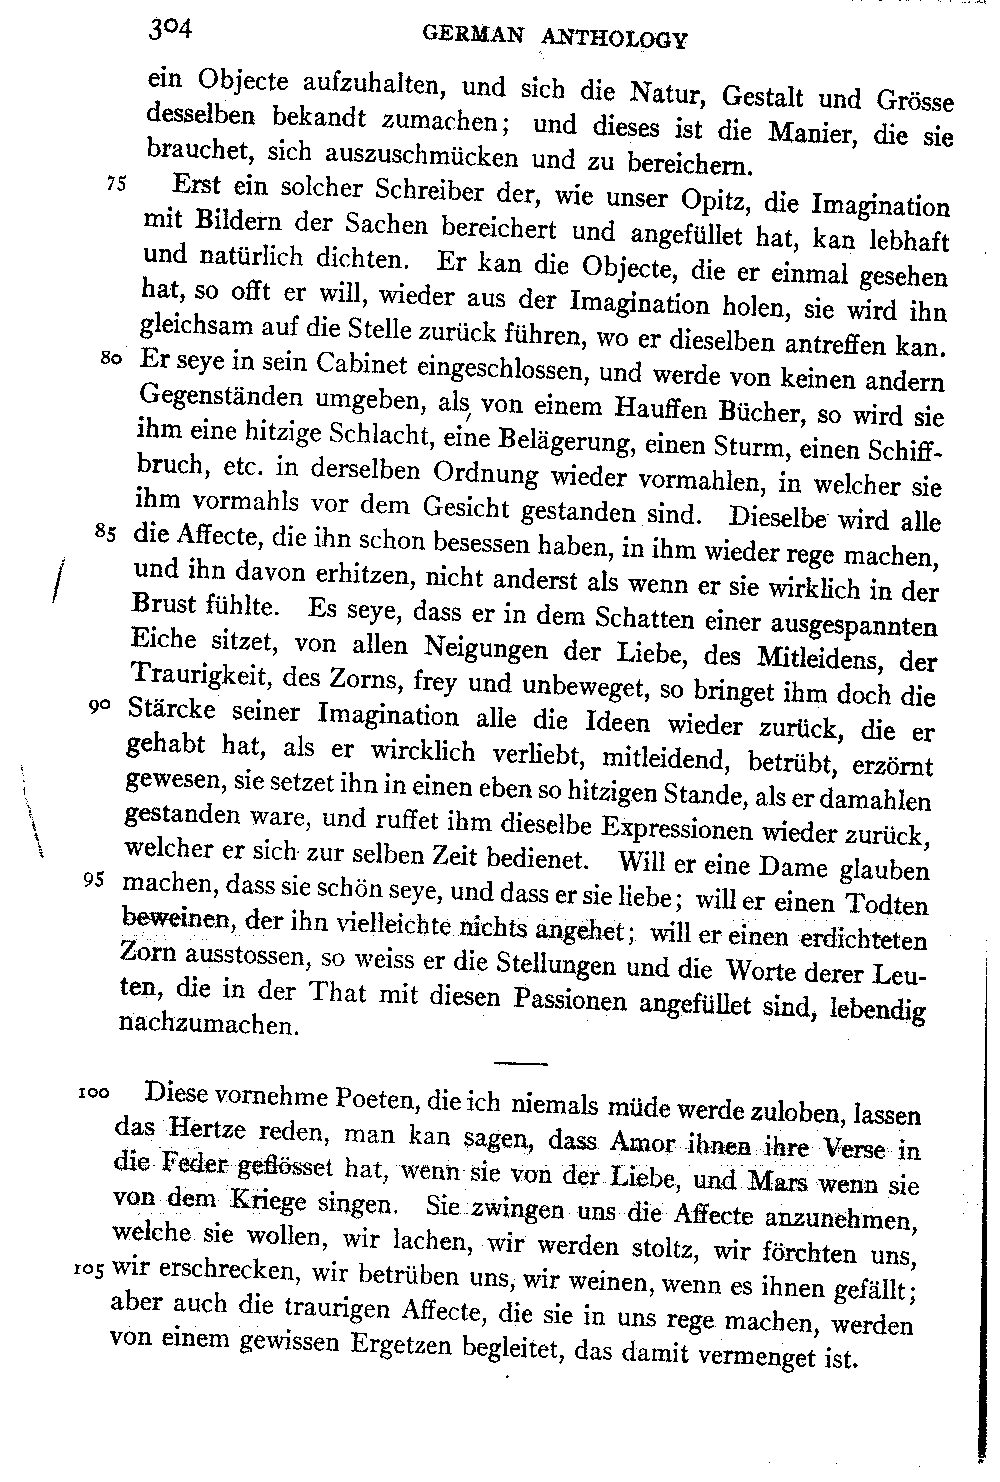 304 GERMAN ANTHOLOGY
ein Objecte aufzuhalten, und sich die Natur, Gestalt und Grösse
desselben bekandt zumachen; und dieses ist die Manier, die sie
brauchet, sich auszuschmücken und zu bereichern.
75 Erst ein solcher Schreiber der, wie unser Opitz, die Imagination
mit Bildern der Sachen bereichert und angefüllet hat, kan lebhaft
und natürlich dichten. Er kan die Objecte, die er einmal gesehen
hat, so offt er will, wieder aus der Imagination holen, sie wird ihn
gleichsam auf die Stelle zurück führen, wo er dieselben antreffen kan.
80 Er seye in sein Cabinet eingeschlossen, und werde von keinen andern
Gegenständen umgeben, als von einem Hauffen Bücher, so wird sie
ihm eine hitzige Schlacht, eine Belägerung, einen Sturm, einen Schiff-
bruch, etc. in derselben Ordnung wieder vormahlen, in welcher sie
ihm vormahls vor dem Gesicht gestanden sind. Dieselbe wird alle
85 die Affecte, die ihn schon besessen haben, in ihm wieder rege machen,
und ihn davon erhitzen, nicht anderst als wenn er sie wirklich in der
Brust fühlte. Es seye, dass er in dem Schatten einer ausgespannten
Eiche sitzet, von allen Neigungen der Liebe, des Mitleidens, der
Traurigkeit, des Zorns, frey und unbeweget, so bringet ihm doch die
90 Stärcke seiner Imagination alle die Ideen wieder zurück, die er
gehabt hat, als er wircklich verliebt, mitleidend, betrübt, erzörnt
gewesen, sie setzet ihn in einen eben so hitzigen Stande, als er damahlen
gestanden ware, und ruffet ihm dieselbe Expressionen wieder zurück,
welcher er sich zur selben Zeit bedienet. Will er eine Dame glauben
95 machen, dass sie schön seye, und dass er sie liebe; will er einen Todten
beweinen, der ihn vielleichte nichts angehet; will er einen erdichteten
Zorn ausstossen, so weiss er die Stellungen und die Worte derer Leu-
ten, die in der That mit diesen Passionen angefüllet sind, lebendig
nachzumachen.
100 Diese vornehme Poeten, die ich niemals müde werde zuloben, lassen
das Hertze reden, man kan sagen, dass Amor ihnen ihre Verse in
die Feder geflösset hat, wenn sie von der Liebe, und Mars wenn sie
von dem Kriege singen. Sie zwingen uns die Affecte anzunehmen,
welche sie wollen, wir lachen, wir werden stoltz, wir förchten uns,
105 wir erschrecken, wir betrüben uns, wir weinen, wenn es ihnen gefällt;
aber auch die traurigen Affecte, die sie in uns rege machen, werden
von einem gewissen Ergetzen begleitet, das damit vermenget ist.